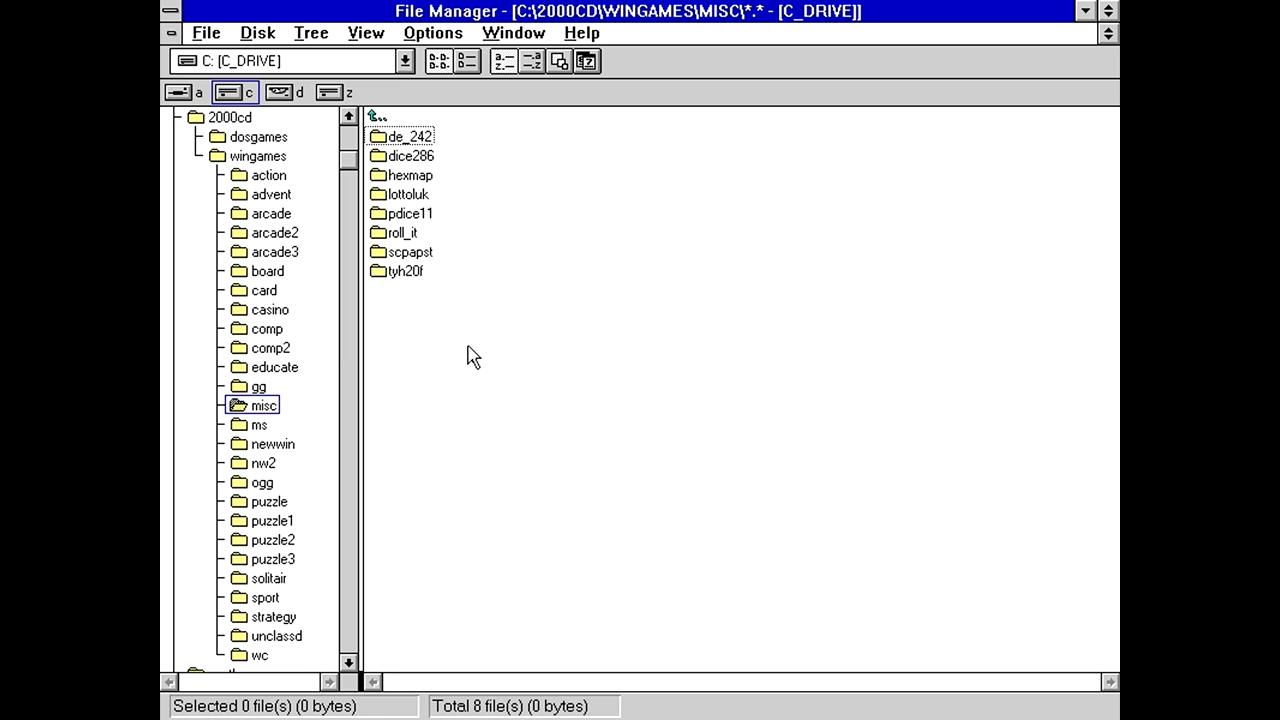 File Manager - [C:\2000CD\WINGAMES\MISC\*.* - [C_DRIVE]]
File Disk Tree View Options Window Help
C: [C_DRIVE]
a c d z
2000cd
dosgames
wingames
action
advent
arcade
arcade2
arcade3
board
card
casino
comp
comp2
educate
gg
misc
ms
newwin
nw2
ogg
puzzle
puzzle1
puzzle2
puzzle3
solitair
sport
strategy
unclassd
wc
de_242
dice286
hexmap
lottoluk
pdice11
roll_it
scpapst
tyh20f
Selected 0 file(s) (0 bytes)
Total 8 file(s) (0 bytes)